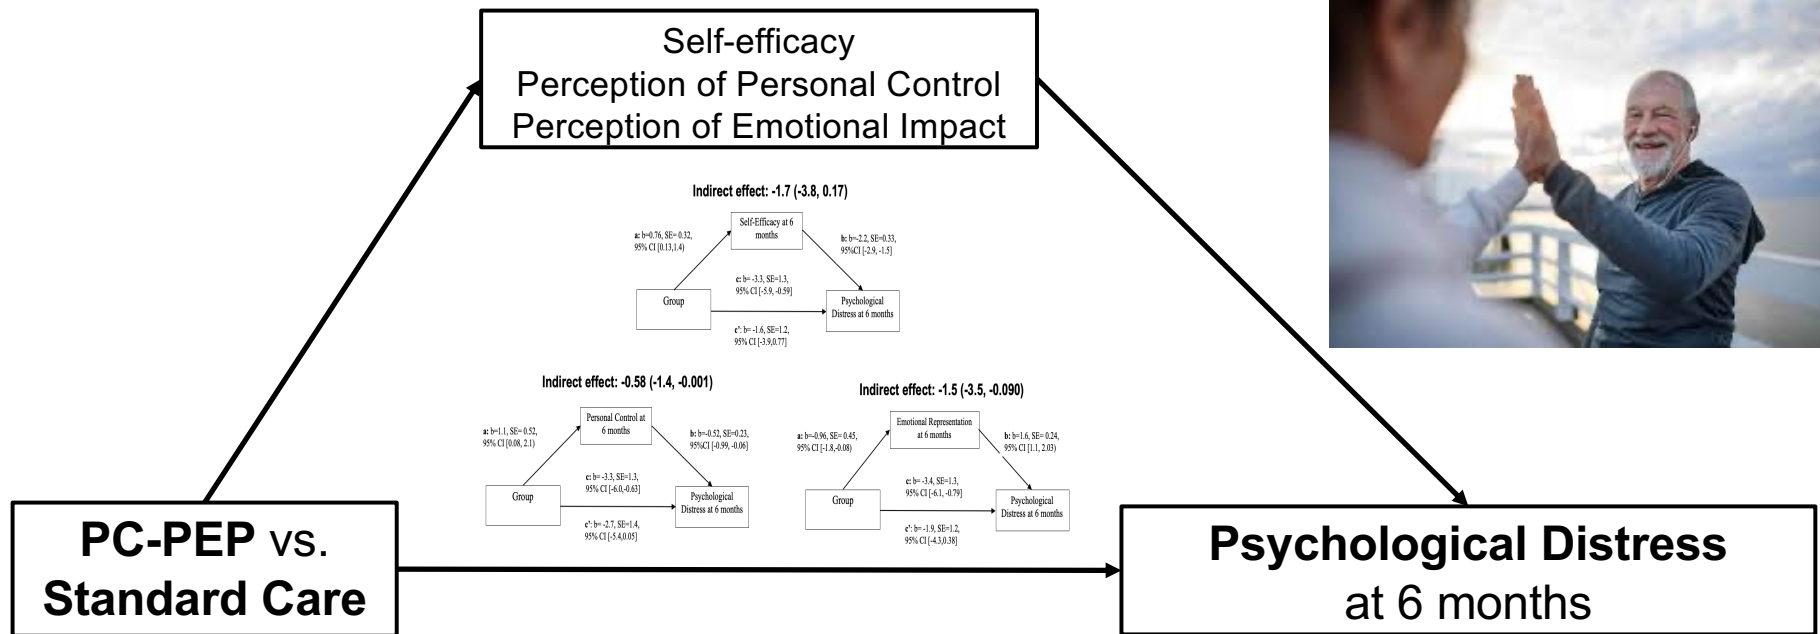 Self-efficacy
Perception of Personal Control
Perception of Emotional Impact
Indirect effect: -1.7 (-3.8, 0.17)
Self-Efficacy at 6
months
a: b=0.76, SE= 0.32,
95% CI [0.13,1.4)
b: b=-2.2, SE=0.33,
95%CI [-2.9, -1.5]
c: b= -3.3, SE=1.3,
95% CI [-5.9, -0.59]
Group
Psychological
Distress at 6 months
c': b= -1.6, SE=1.2,
95% CI [-3.9,0.77]
Indirect effect: -0.58 (-1.4, -0.001)
Personal Control at
6 months
a: b=1.1, SE= 0.52,
95% CI [0.08, 2.1)
b: b=-0.52, SE=0.23,
95%CI [-0.99, -0.06]
c: b= -3.3, SE=1.3,
95% CI [-6.0,-0.63]
Group
Psychological
Distress at 6 months
c': b= -2.7, SE=1.4,
95% CI [-5.4,0.05]
Indirect effect: -1.5 (-3.5, -0.090)
Emotional Representation
at 6 months
a: b=-0.96, SE= 0.45,
95% CI [-1.8,-0.08)
b: b=1.6, SE= 0.24,
95% CI [1.1, 2.03)
c: b= -3.4, SE=1.3,
95% CI [-6.1, -0.79]
Group
Psychological
Distress at 6 months
c': b= -1.9, SE=1.2,
95% CI [-4.3,0.38]
PC-PEP vs.
Standard Care
Psychological Distress
at 6 months